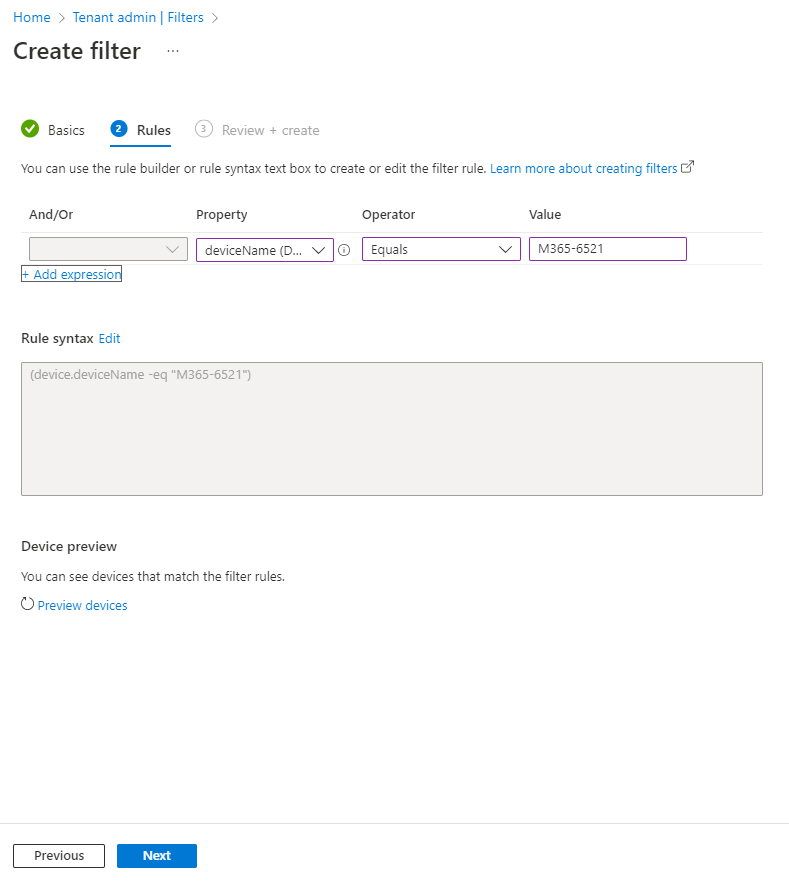 Home > Tenant admin | Filters >
Create filter ...
Basics 2 Rules 3 Review + create
You can use the rule builder or rule syntax text box to create or edit the filter rule. Learn more about creating filters
And/Or Property Operator Value
deviceName (D... Equals M365-6521
+ Add expression
Rule syntax Edit
(device.deviceName -eq "M365-6521")
Device preview
You can see devices that match the filter rules.
Preview devices
Previous Next